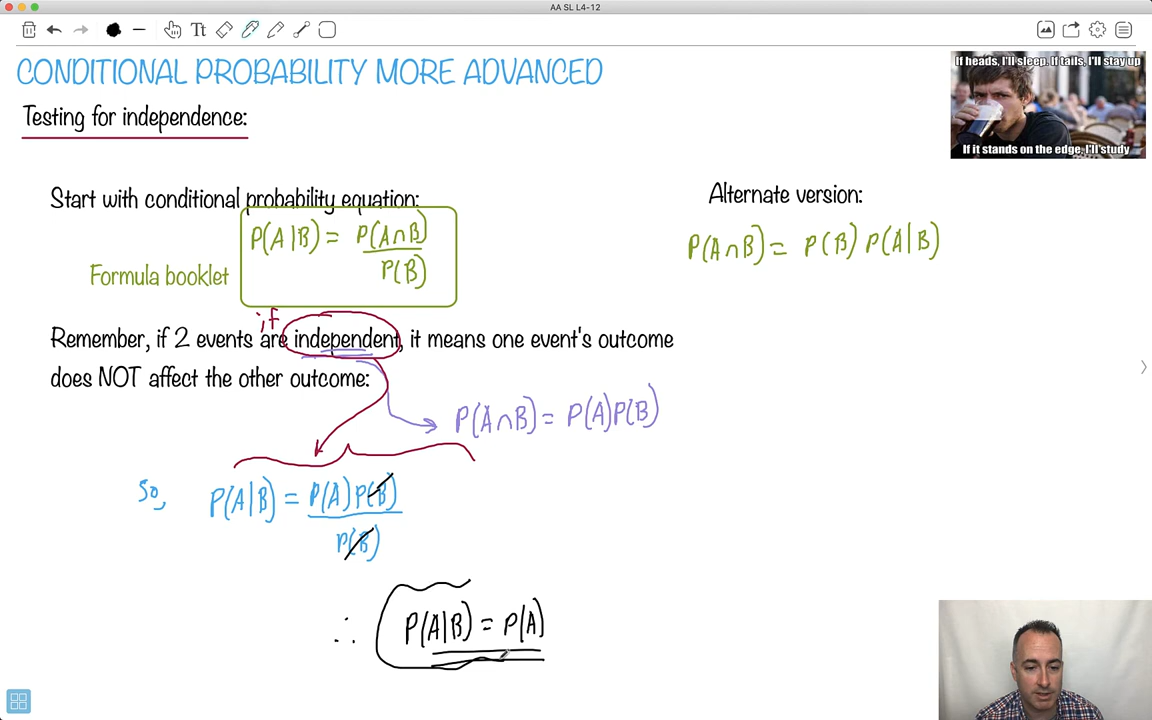 AA SL L4-12
Tt
CONDITIONAL PROBABILITY MORE ADVANCED
Testing for independence:
If heads, I'll sleep. If tails, I'll stay up
If it stands on the edge, I'll study
Start with conditional probability equation:
P(A|B) = P(A∩B)
P(B)
Formula booklet
Alternate version:
P(A∩B) = P(B) P(A|B)
if
Remember, if 2 events are independent, it means one event's outcome
does NOT affect the other outcome:
P(A∩B) = P(A)P(B)
So, P(A|B) = P(A) P(B)
P(B)
∴ P(A|B) = P(A)